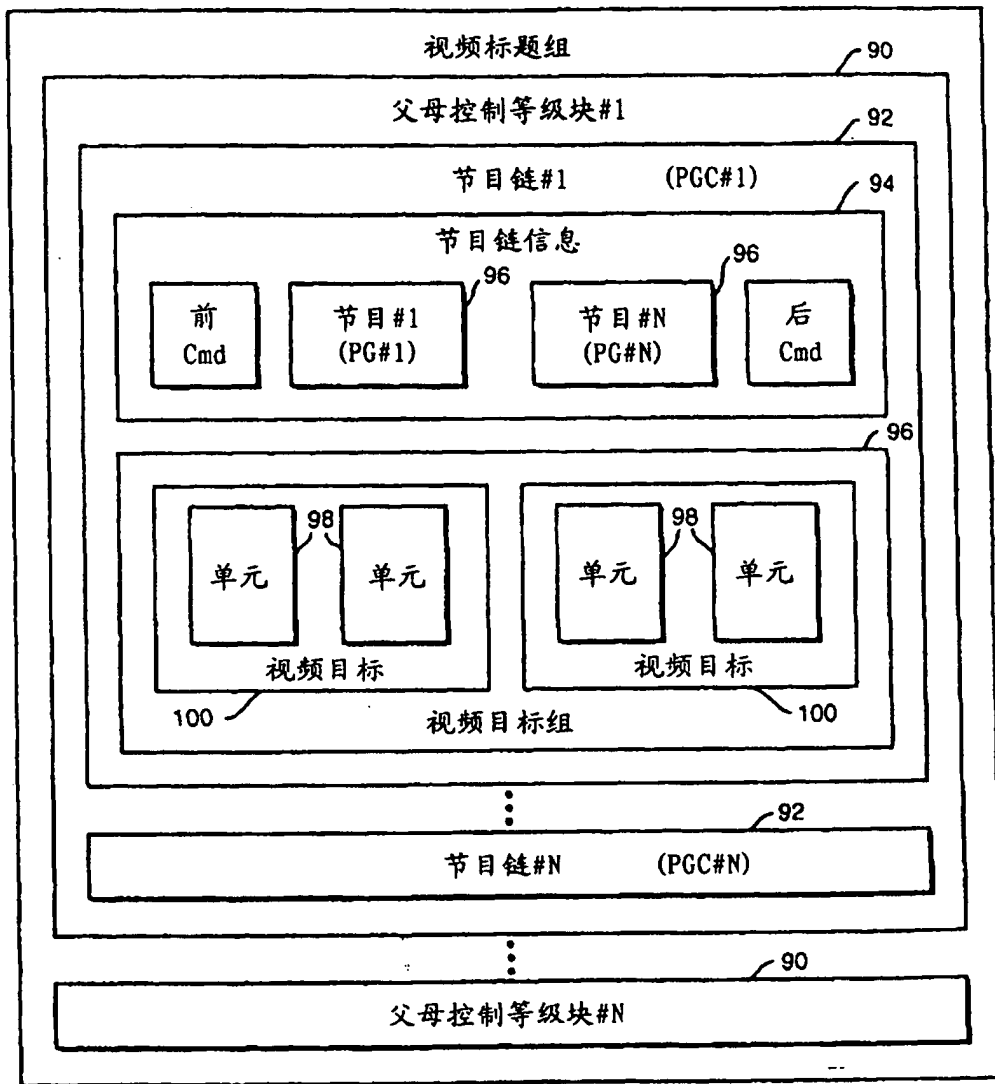 视频标题组
90
父母控制等级块#1
92
节目链#1 (PGC#1)
94
节目链信息
96
96
前
Cmd
节目#1
(PG#1)
节目#N
(PG#N)
后
Cmd
96
单元
98
单元
单元
98
单元
视频目标
视频目标
100
视频目标组
100
92
节目链#N (PGC#N)
90
父母控制等级块#N